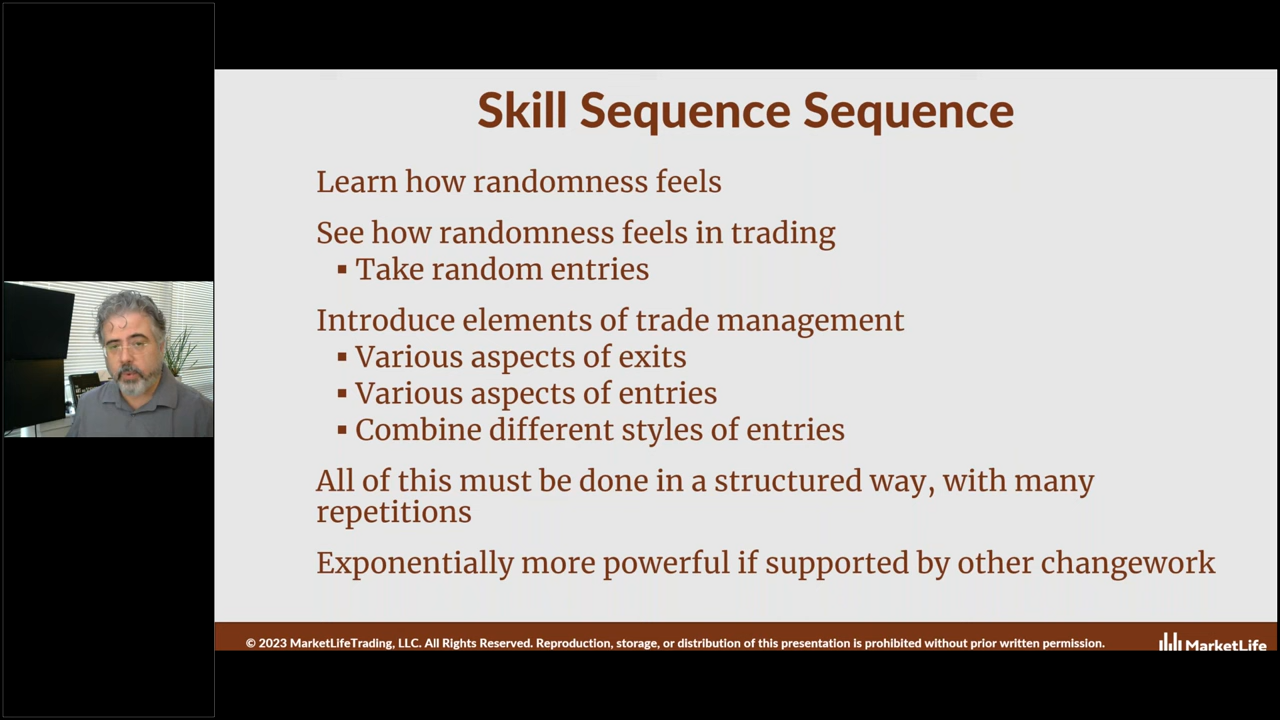 Skill Sequence Sequence
Learn how randomness feels
See how randomness feels in trading
▪ Take random entries
Introduce elements of trade management
▪ Various aspects of exits
▪ Various aspects of entries
▪ Combine different styles of entries
All of this must be done in a structured way, with many
repetitions
Exponentially more powerful if supported by other changework
© 2023 MarketLifeTrading, LLC. All Rights Reserved. Reproduction, storage, or distribution of this presentation is prohibited without prior written permission.
MarketLife